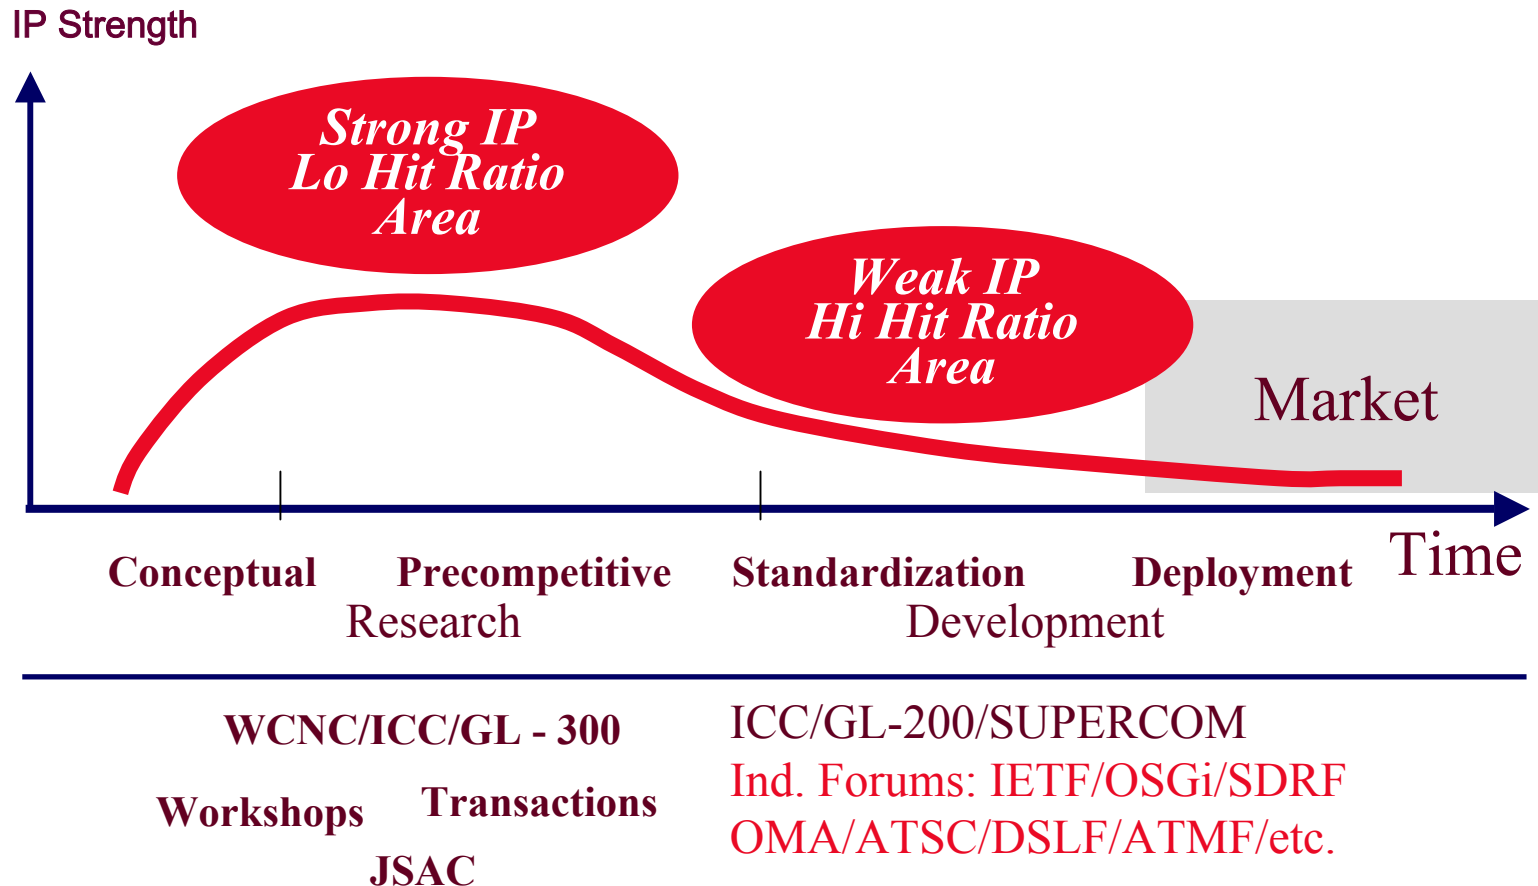 IP Strength
Strong IP
Lo Hit Ratio
Area
Weak IP
Hi Hit Ratio
Area
Market
Time
Conceptual Precompetitive Standardization Deployment
Research Development
WCNC/ICC/GL - 300
Workshops Transactions
JSAC
ICC/GL-200/SUPERCOM
Ind. Forums: IETF/OSGi/SDRF
OMA/ATSC/DSLF/ATMF/etc.